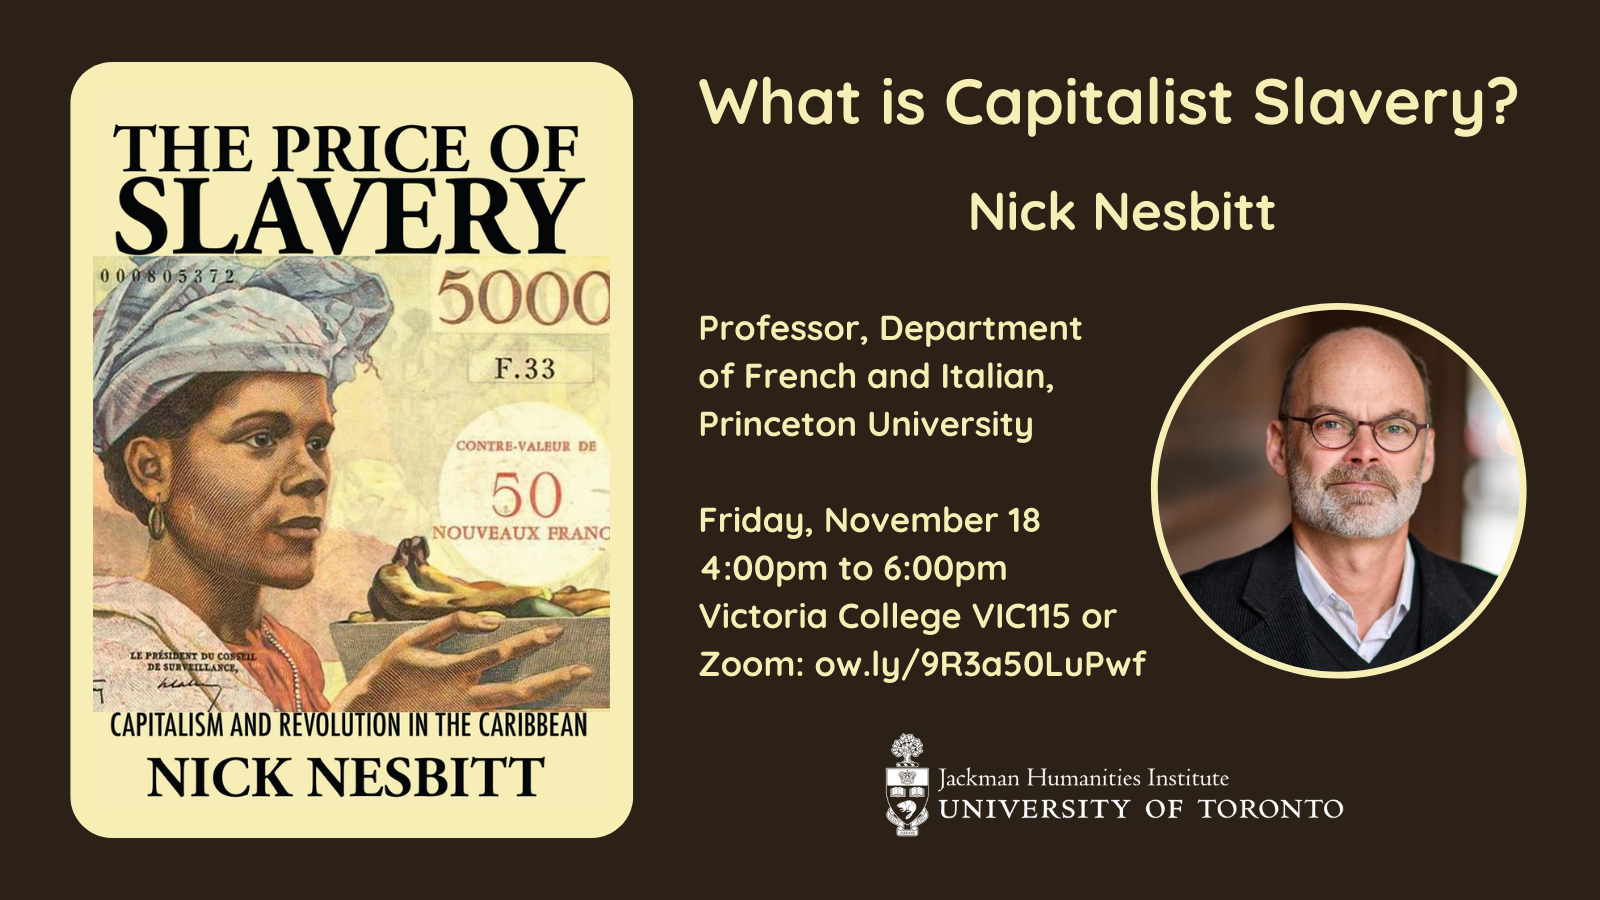 THE PRICE OF
SLAVERY
000805372
5000
F.33
CONTRE-VALEUR DE
50
NOUVEAUX FRANC
LE PRÉSIDENT DU CONSEIL
DE SURVEILLANCE,
CAPITALISM AND REVOLUTION IN THE CARIBBEAN
NICK NESBITT
What is Capitalist Slavery?
Nick Nesbitt
Professor, Department
of French and Italian,
Princeton University
Friday, November 18
4:00pm to 6:00pm
Victoria College VIC115 or
Zoom: ow.ly/9R3a50LuPwf
Jackman Humanities Institute
UNIVERSITY OF TORONTO